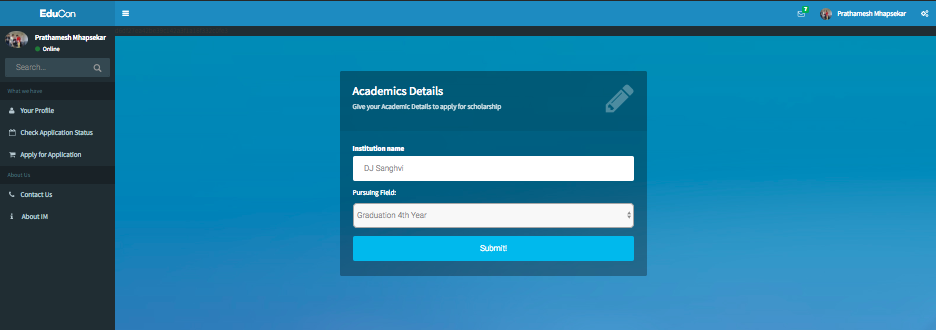 EduCon
7
Prathamesh Mhapsekar
Prathamesh Mhapsekar
Online
Search...
What we have
Your Profile
Check Application Status
Apply for Application
About Us
Contact Us
About IM
Academics Details
Give your Academic Details to apply for scholarship
Institution name
DJ Sanghvi
Pursuing Field:
Graduation 4th Year
Submit!